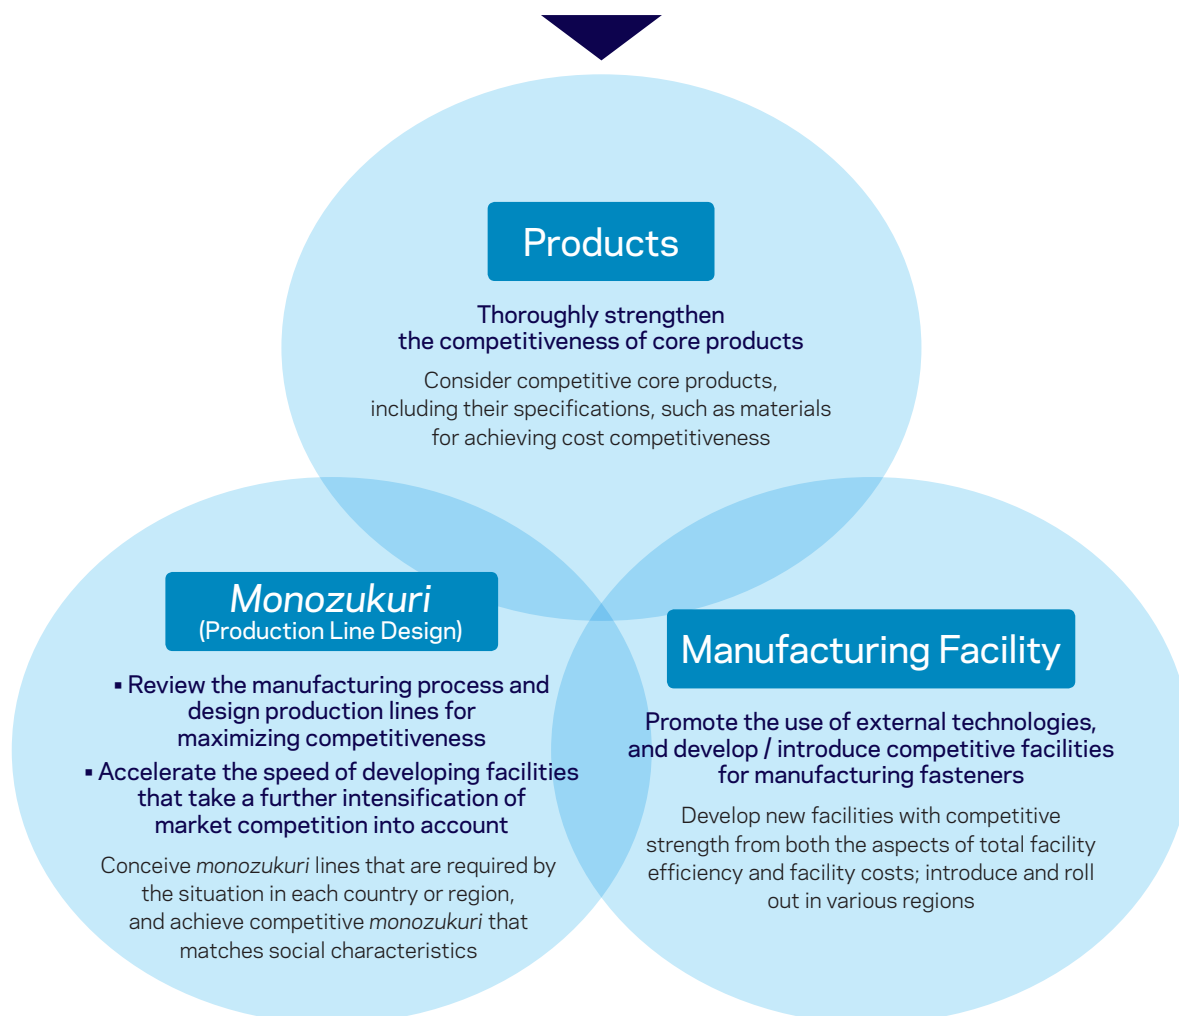 Products
Thoroughly strengthen
the competitiveness of core products
Consider competitive core products,
including their specifications, such as materials
for achieving cost competitiveness
Monozukuri
(Production Line Design)
▪ Review the manufacturing process and
design production lines for
maximizing competitiveness
▪ Accelerate the speed of developing facilities
that take a further intensification of
market competition into account
Conceive monozukuri lines that are required by
the situation in each country or region,
and achieve competitive monozukuri that
matches social characteristics
Manufacturing Facility
Promote the use of external technologies,
and develop / introduce competitive facilities
for manufacturing fasteners
Develop new facilities with competitive
strength from both the aspects of total facility
efficiency and facility costs; introduce and roll
out in various regions